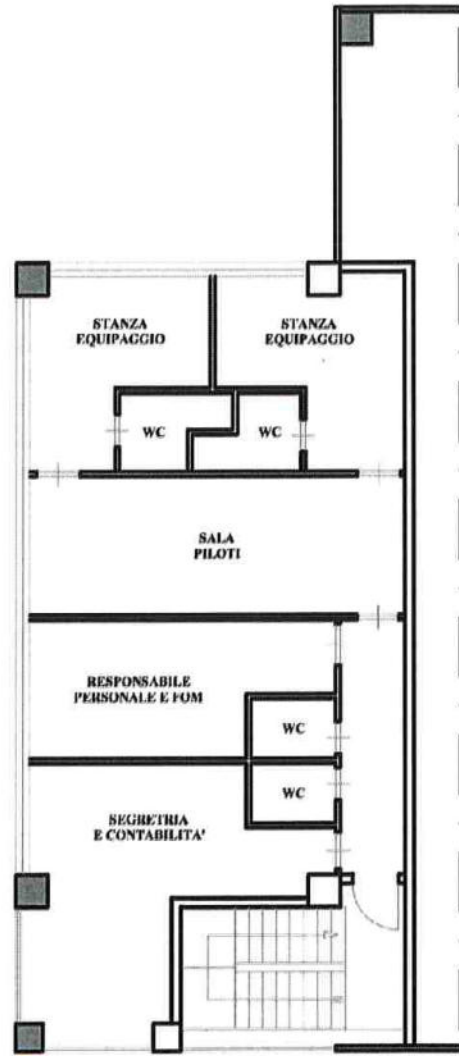 STANZA
EQUIPAGGIO
STANZA
EQUIPAGGIO
WC
WC
SALA
PILOTI
RESPONSABILE
PERSONALE E FOM
WC
WC
SEGRETRIA
E CONTABILITA'